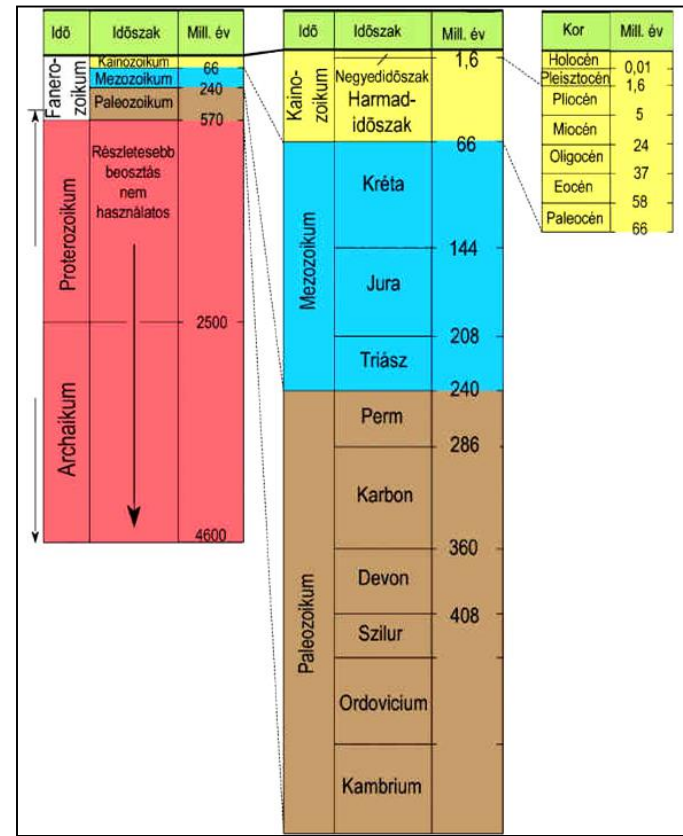 Idő Időszak Mill. év
Fanero-
zoikum
Kainozoikum
66
Mezozoikum
240
Paleozoikum
570
Proterozoikum
Részletesebb
beosztás
nem
használatos
2500
Archaikum
4600
Idő Időszak Mill. év
Kaino-
zoikum
1,6
Negyedidőszak
Harmad-
időszak
66
Mezozoikum
Kréta
144
Jura
208
Triász
240
Paleozoikum
Perm
286
Karbon
360
Devon
408
Szilur
Ordovicium
Kambrium
Kor Mill. év
Holocén
0,01
Pleisztocén
1,6
Pliocén
5
Miocén
24
Oligocén
37
Eocén
58
Paleocén
66